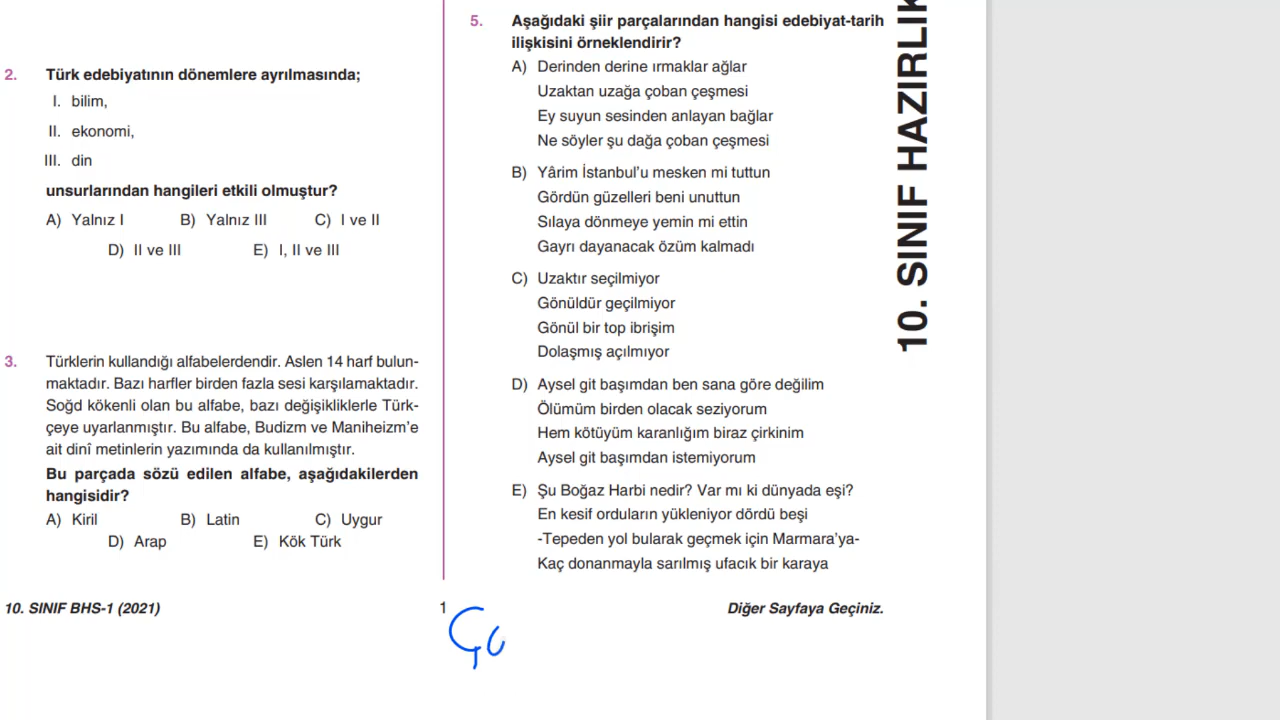 2. Türk edebiyatının dönemlere ayrılmasında;
I. bilim,
II. ekonomi,
III. din
unsurlarından hangileri etkili olmuştur?
A) Yalnız I B) Yalnız III C) I ve II
D) II ve III E) I, II ve III
3. Türklerin kullandığı alfabelerdendir. Aslen 14 harf bulun-
maktadır. Bazı harfler birden fazla sesi karşılamaktadır.
Soğd kökenli olan bu alfabe, bazı değişikliklerle Türk-
çeye uyarlanmıştır. Bu alfabe, Budizm ve Maniheizm’e
ait dinî metinlerin yazımında da kullanılmıştır.
Bu parçada sözü edilen alfabe, aşağıdakilerden
hangisidir?
A) Kiril B) Latin C) Uygur
D) Arap E) Kök Türk
5. Aşağıdaki şiir parçalarından hangisi edebiyat-tarih
ilişkisini örneklendirir?
A) Derinden derine ırmaklar ağlar
Uzaktan uzağa çoban çeşmesi
Ey suyun sesinden anlayan bağlar
Ne söyler şu dağa çoban çeşmesi
B) Yârim İstanbul’u mesken mi tuttun
Gördün güzelleri beni unuttun
Sılaya dönmeye yemin mi ettin
Gayrı dayanacak özüm kalmadı
C) Uzaktır seçilmiyor
Gönüldür geçilmiyor
Gönül bir top ibrişim
Dolaşmış açılmıyor
D) Aysel git başımdan ben sana göre değilim
Ölümüm birden olacak seziyorum
Hem kötüyüm karanlığım biraz çirkinim
Aysel git başımdan istemiyorum
E) Şu Boğaz Harbi nedir? Var mı ki dünyada eşi?
En kesif orduların yükleniyor dördü beşi
-Tepeden yol bularak geçmek için Marmara’ya-
Kaç donanmayla sarılmış ufacık bir karaya
10. SINIF HAZIRLIK
10. SINIF BHS-1 (2021) 1 Diğer Sayfaya Geçiniz.